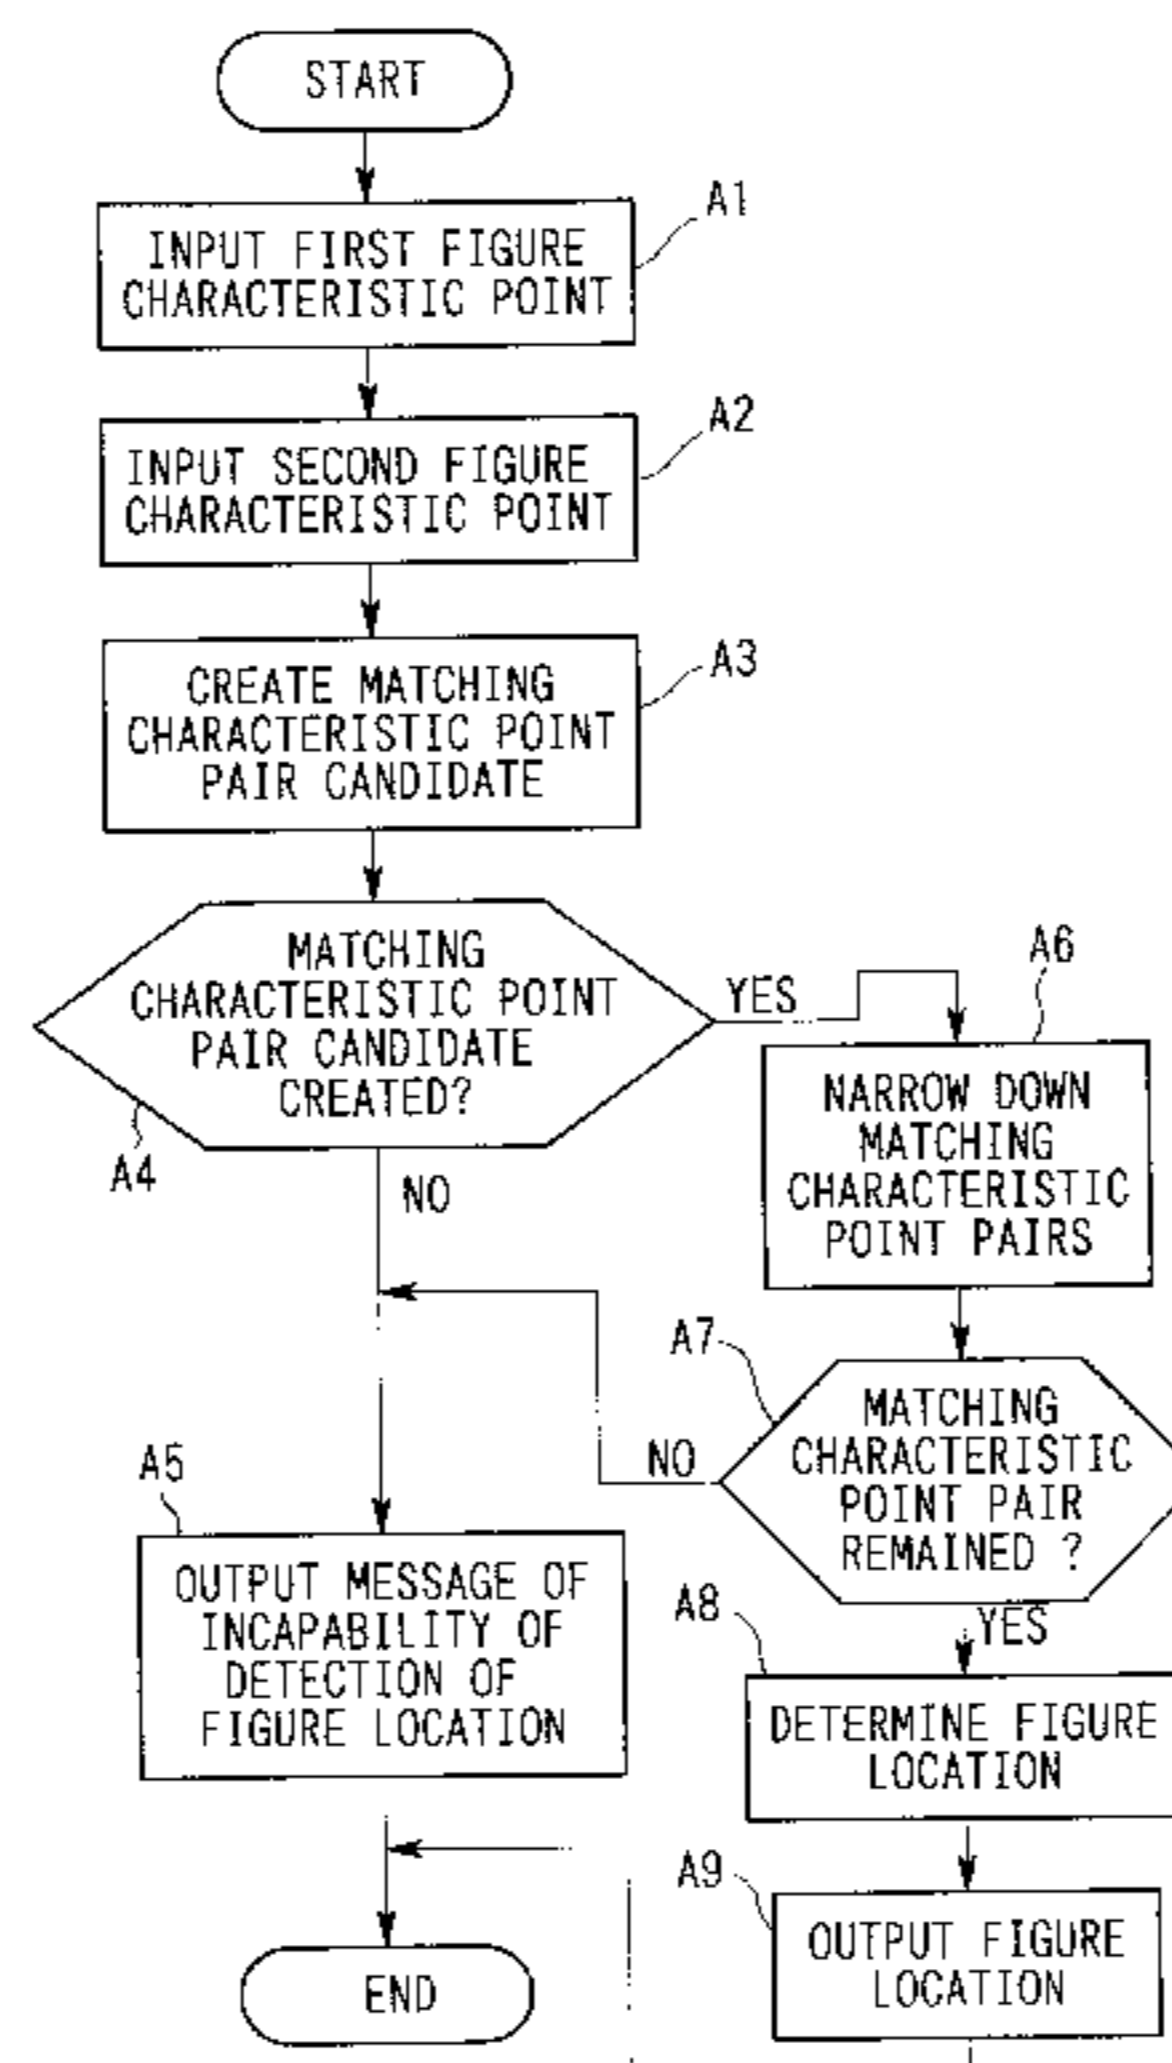 START
A1
INPUT FIRST FIGURE
CHARACTERISTIC POINT
A2
INPUT SECOND FIGURE
CHARACTERISTIC POINT
A3
CREATE MATCHING
CHARACTERISTIC POINT
PAIR CANDIDATE
MATCHING
CHARACTERISTIC POINT
PAIR CANDIDATE
CREATED?
A4
YES
NO
A6
NARROW DOWN
MATCHING
CHARACTERISTIC
POINT PAIRS
A7
MATCHING
CHARACTERISTIC
POINT PAIR
REMAINED ?
NO
YES
A5
OUTPUT MESSAGE OF
INCAPABILITY OF
DETECTION OF
FIGURE LOCATION
A8
DETERMINE FIGURE
LOCATION
A9
OUTPUT FIGURE
LOCATION
END